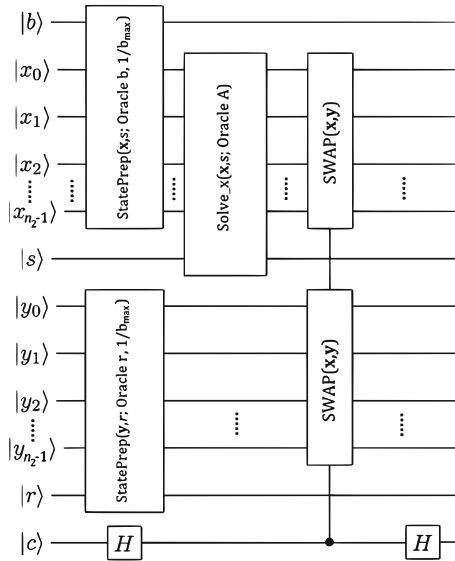 |b⟩
|x₀⟩
|x₁⟩
|x₂⟩
|xₙ₂₋₁⟩
|s⟩
|y₀⟩
|y₁⟩
|y₂⟩
|yₙ₂₋₁⟩
|r⟩
|c⟩
StatePrep(x,s; Oracle b, 1/bmax)
Solve_x(x,s; Oracle A)
SWAP(x,y)
StatePrep(y,r; Oracle r, 1/bmax)
SWAP(x,y)
H
H